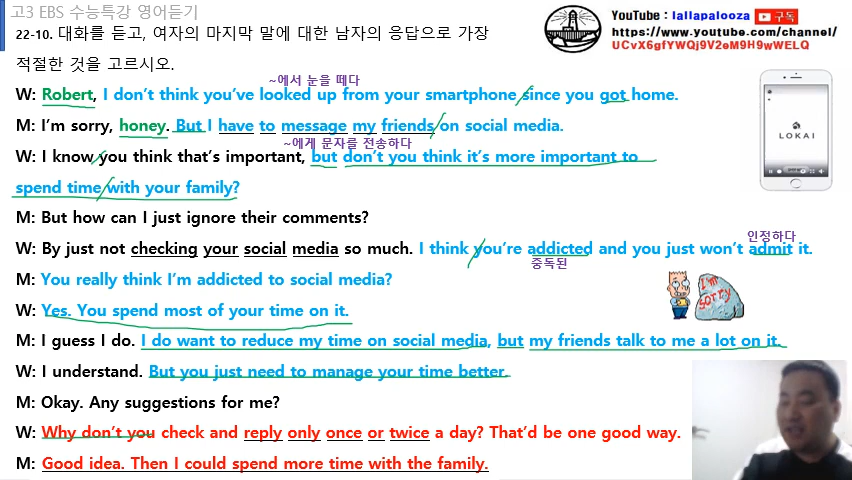 고3 EBS 수능특강 영어듣기
22-10. 대화를 듣고, 여자의 마지막 말에 대한 남자의 응답으로 가장
적절한 것을 고르시오.
YouTube : lallapalooza 구독
https://www.youtube.com/channel/
UCvX6gfYWQj9V2eM9H9wWELQ
~에서 눈을 떼다
W: Robert, I don't think you've looked up from your smartphone since you got home.
M: I'm sorry, honey. But I have to message my friends on social media.
~에게 문자를 전송하다
W: I know you think that's important, but don't you think it's more important to
spend time with your family?
LOKAI
M: But how can I just ignore their comments?
인정하다
W: By just not checking your social media so much. I think you're addicted and you just won't admit it.
중독된
M: You really think I'm addicted to social media?
I'm sorry
W: Yes. You spend most of your time on it.
M: I guess I do. I do want to reduce my time on social media, but my friends talk to me a lot on it.
W: I understand. But you just need to manage your time better.
M: Okay. Any suggestions for me?
W: Why don't you check and reply only once or twice a day? That'd be one good way.
M: Good idea. Then I could spend more time with the family.